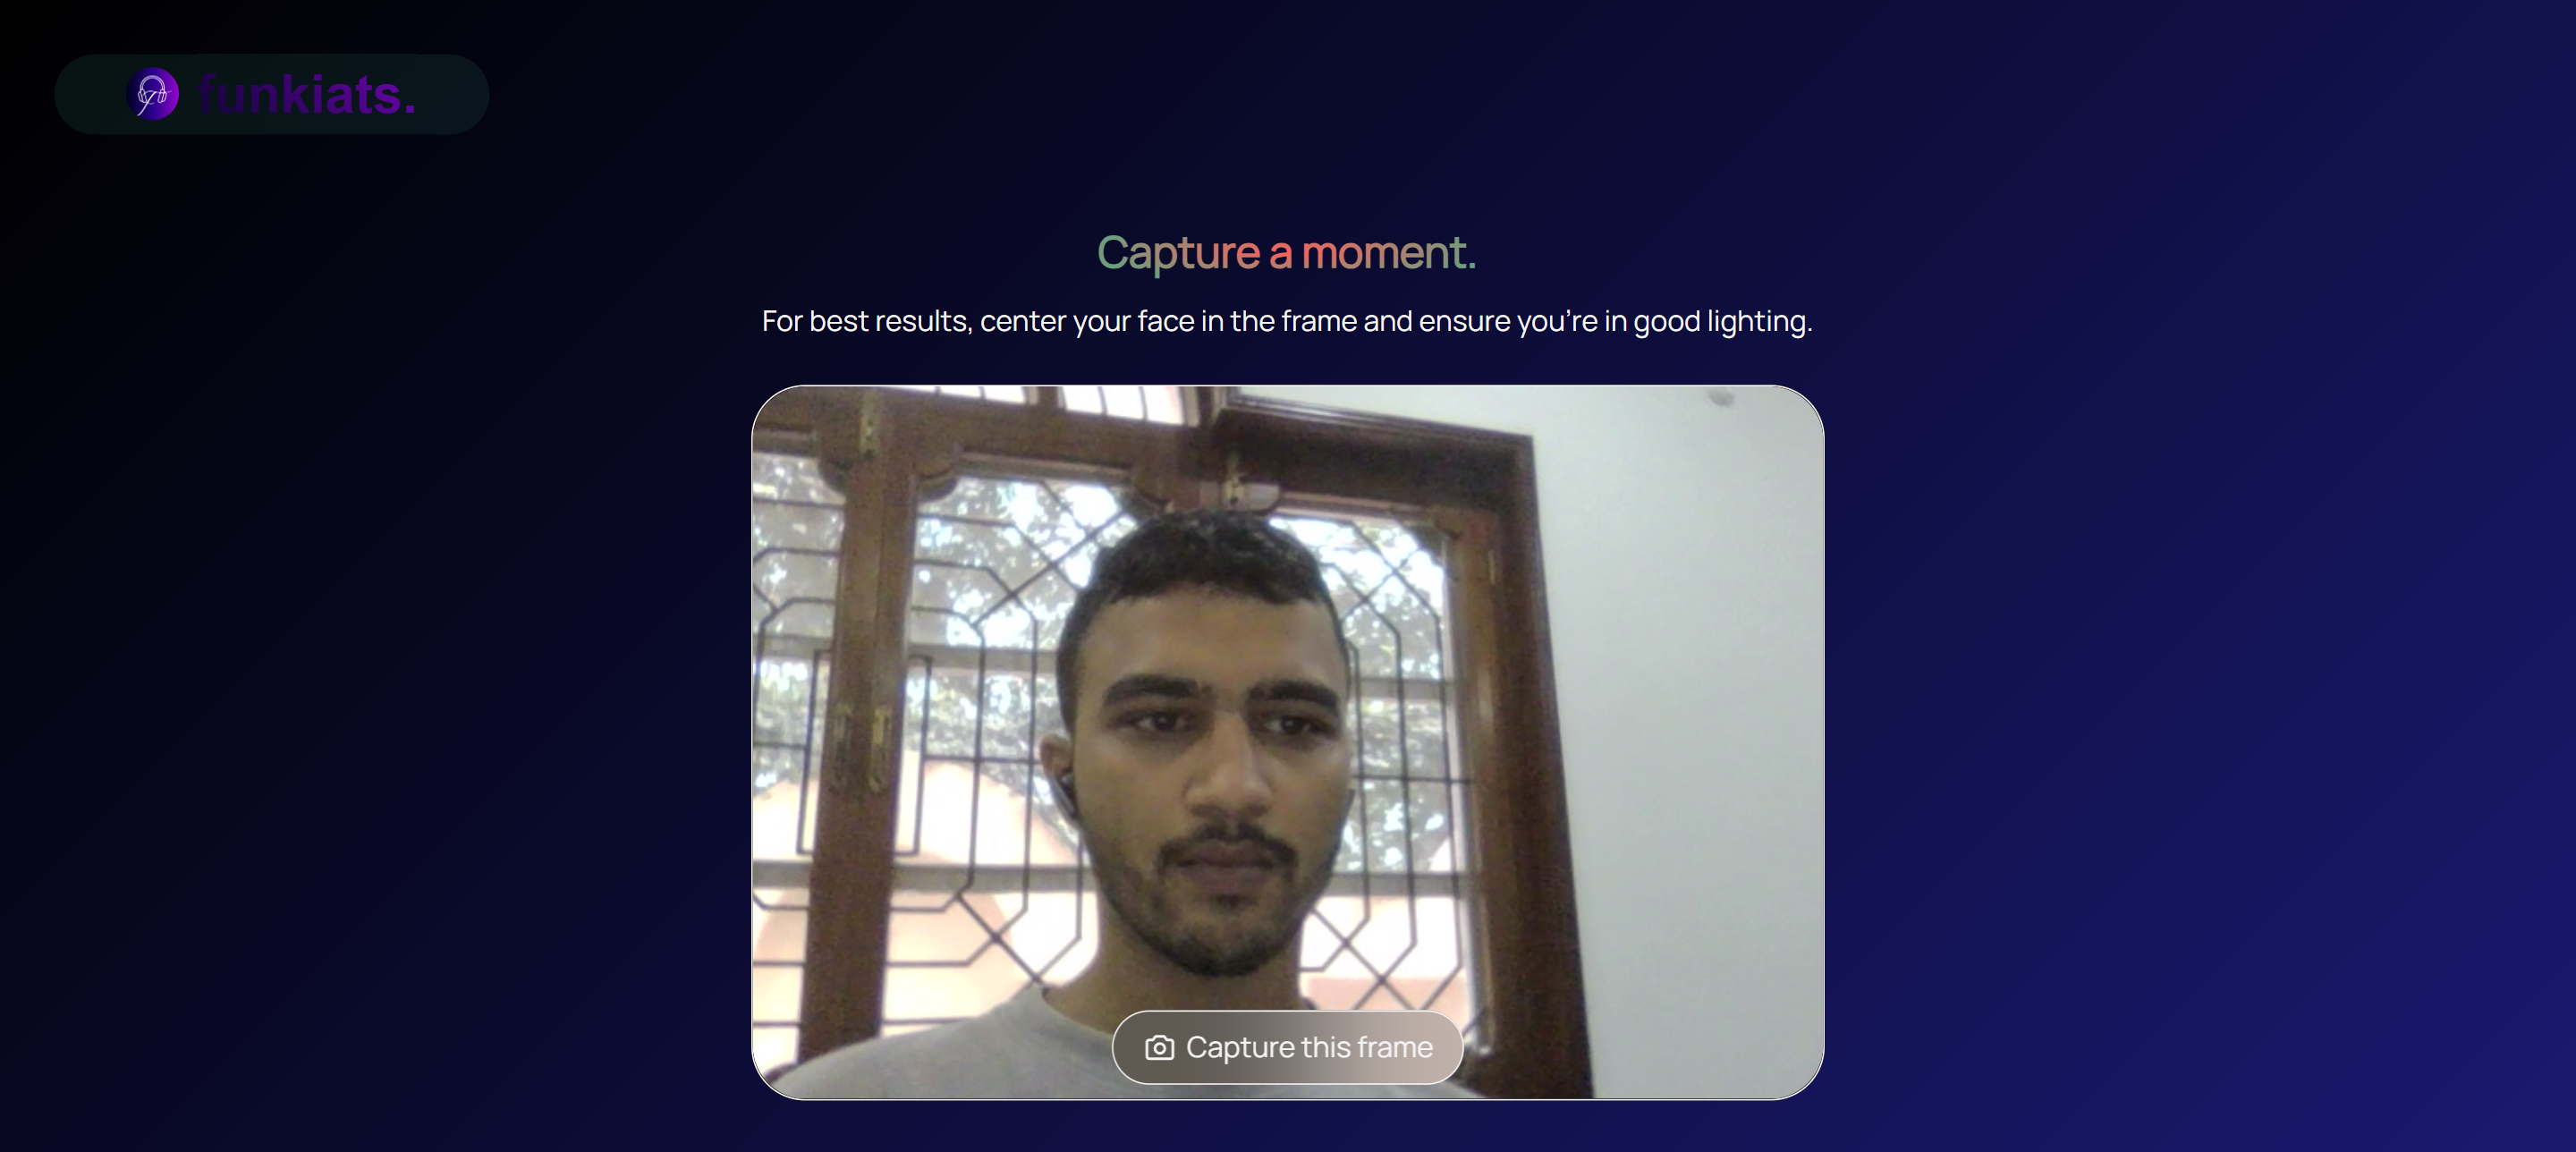 funkiats.
Capture a moment.
For best results, center your face in the frame and ensure you're in good lighting.
Capture this frame